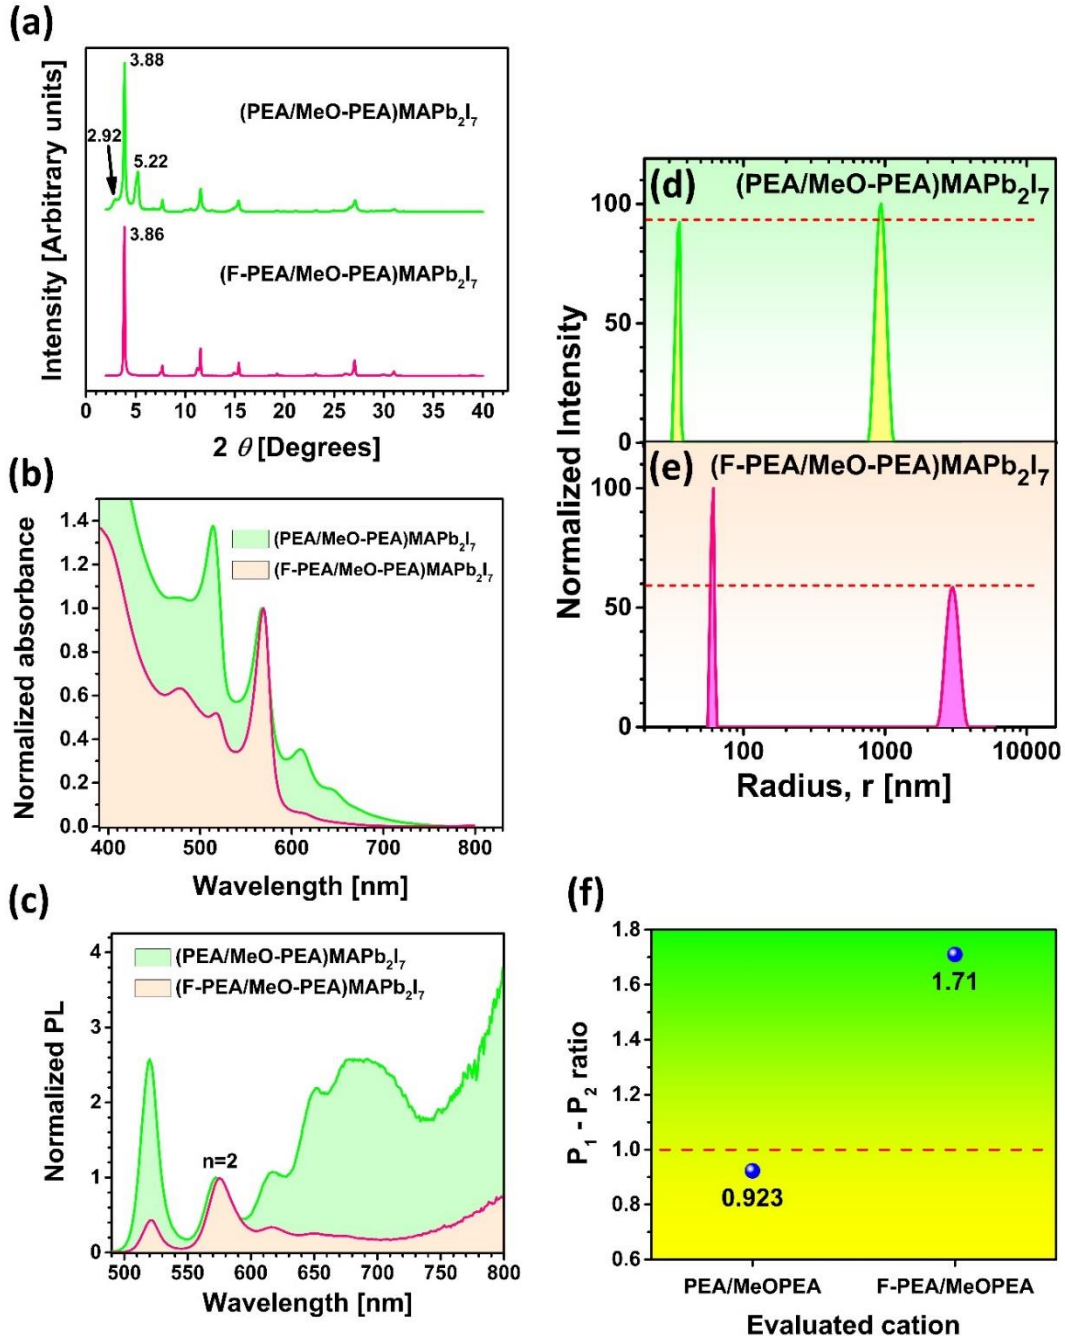 (a)
Intensity [Arbitrary units]
3.88
2.92
5.22
(PEA/MeO-PEA)MAPb₂I₇
3.86
(F-PEA/MeO-PEA)MAPb₂I₇
0 5 10 15 20 25 30 35 40
2 θ [Degrees]
(b)
Normalized absorbance
1.4
1.2
1.0
0.8
0.6
0.4
0.2
0.0
(PEA/MeO-PEA)MAPb₂I₇
(F-PEA/MeO-PEA)MAPb₂I₇
400 500 600 700 800
Wavelength [nm]
(c)
Normalized PL
4
3
2
1
0
(PEA/MeO-PEA)MAPb₂I₇
(F-PEA/MeO-PEA)MAPb₂I₇
n=2
500 550 600 650 700 750 800
Wavelength [nm]
Normalized Intensity
(d) (PEA/MeO-PEA)MAPb₂I₇
100
50
0
(e) (F-PEA/MeO-PEA)MAPb₂I₇
100
50
0
100 1000 10000
Radius, r [nm]
(f)
P₁ - P₂ ratio
1.8
1.6
1.4
1.2
1.0
0.8
0.6
1.71
0.923
PEA/MeOPEA F-PEA/MeOPEA
Evaluated cation